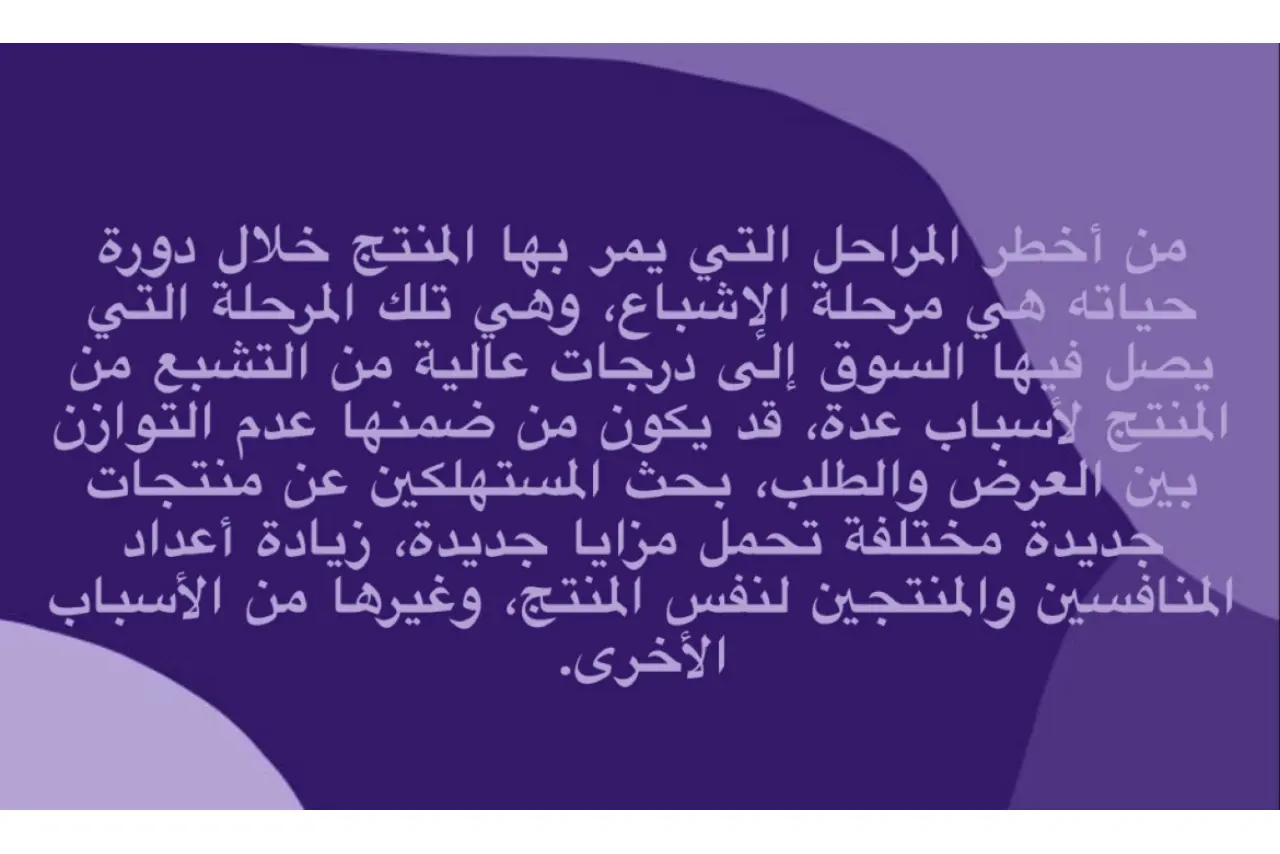 من أخطر المراحل التي يمر بها المنتج خلال دورة
حياته هي مرحلة الإشباع، وهي تلك المرحلة التي
يصل فيها السوق إلى درجات عالية من التشبع من
المنتج لأسباب عدة، قد يكون من ضمنها عدم التوازن
بين العرض والطلب، بحث المستهلكين عن منتجات
جديدة مختلفة تحمل مزايا جديدة، زيادة أعداد
المنافسين والمنتجين لنفس المنتج، وغيرها من الأسباب
الأخرى.